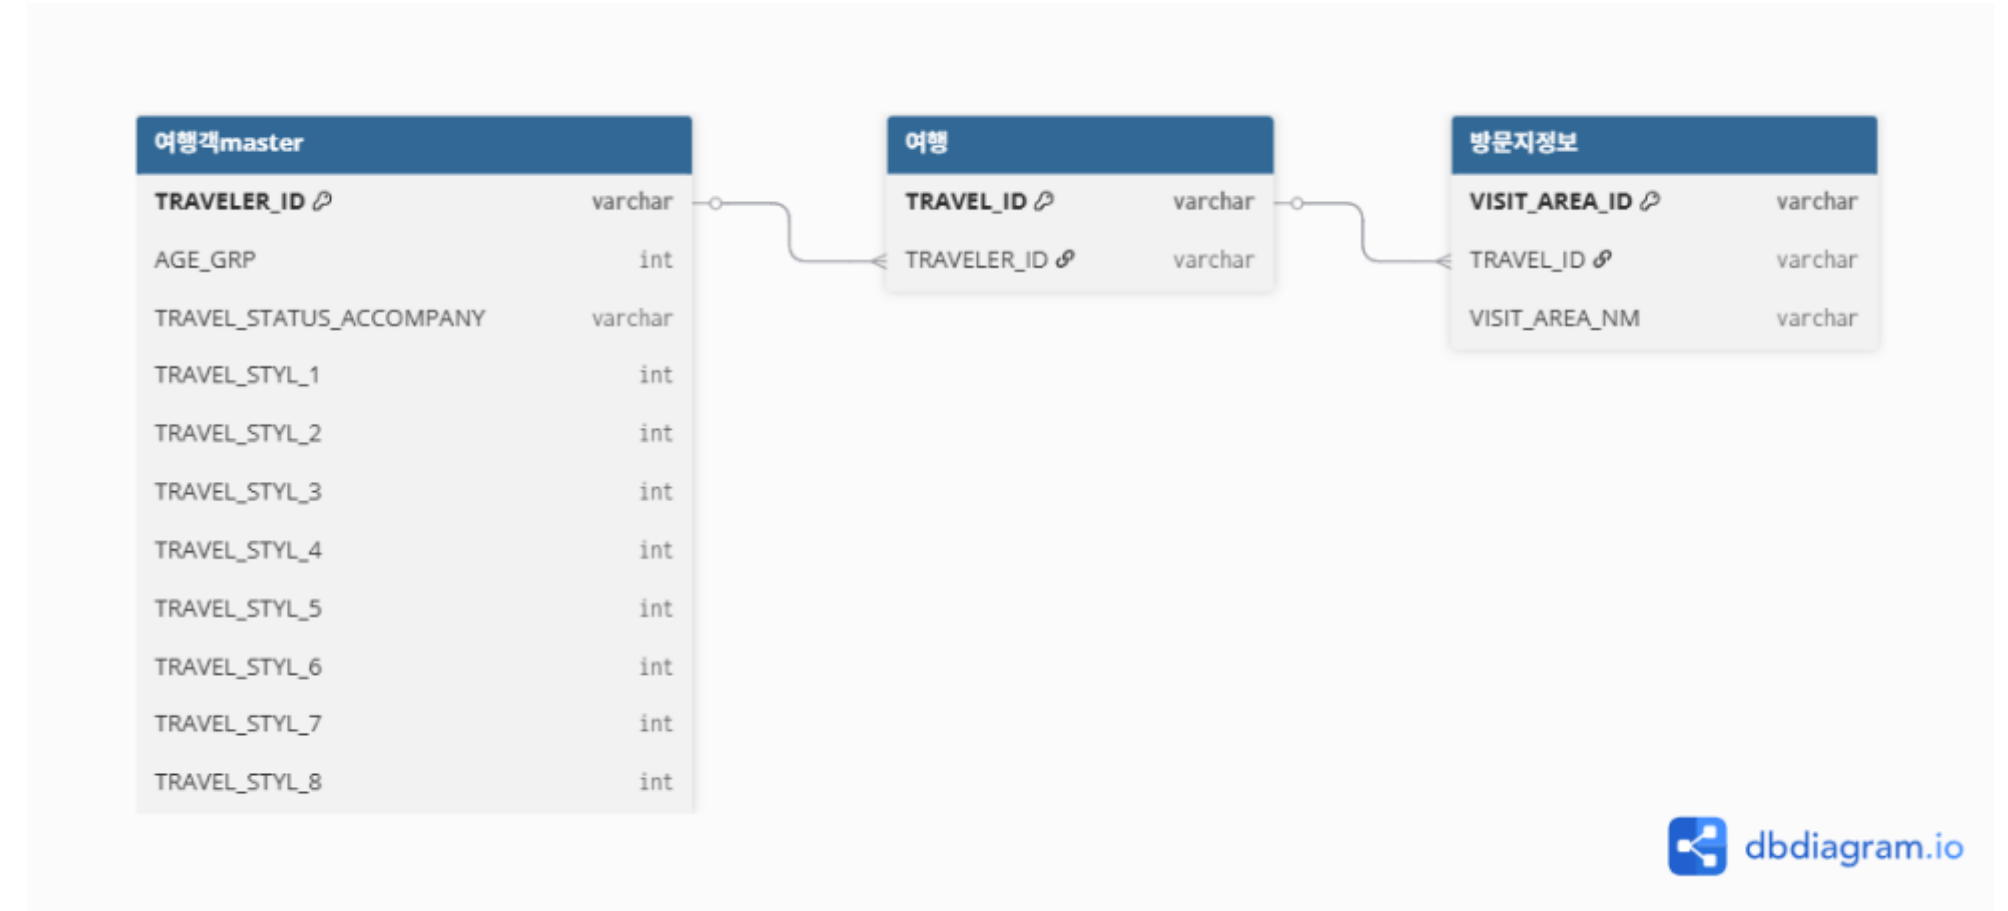 여행객master
TRAVELER_ID varchar
AGE_GRP int
TRAVEL_STATUS_ACCOMPANY varchar
TRAVEL_STYL_1 int
TRAVEL_STYL_2 int
TRAVEL_STYL_3 int
TRAVEL_STYL_4 int
TRAVEL_STYL_5 int
TRAVEL_STYL_6 int
TRAVEL_STYL_7 int
TRAVEL_STYL_8 int
여행
TRAVEL_ID varchar
TRAVELER_ID varchar
방문지정보
VISIT_AREA_ID varchar
TRAVEL_ID varchar
VISIT_AREA_NM varchar
dbdiagram.io